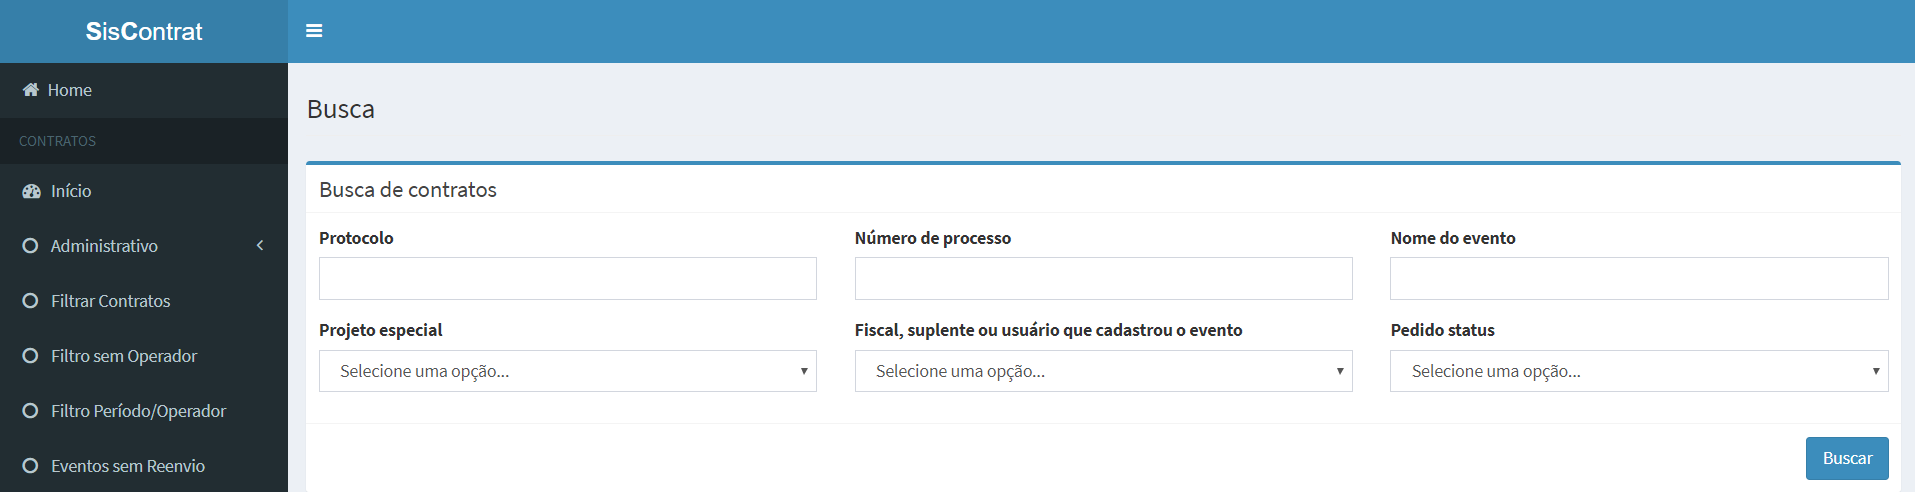 SisContrat
Home
CONTRATOS
Início
Administrativo
Filtrar Contratos
Filtro sem Operador
Filtro Período/Operador
Eventos sem Reenvio
Busca
Busca de contratos
Protocolo
Número de processo
Nome do evento
Projeto especial
Selecione uma opção...
Fiscal, suplente ou usuário que cadastrou o evento
Selecione uma opção...
Pedido status
Selecione uma opção...
Buscar